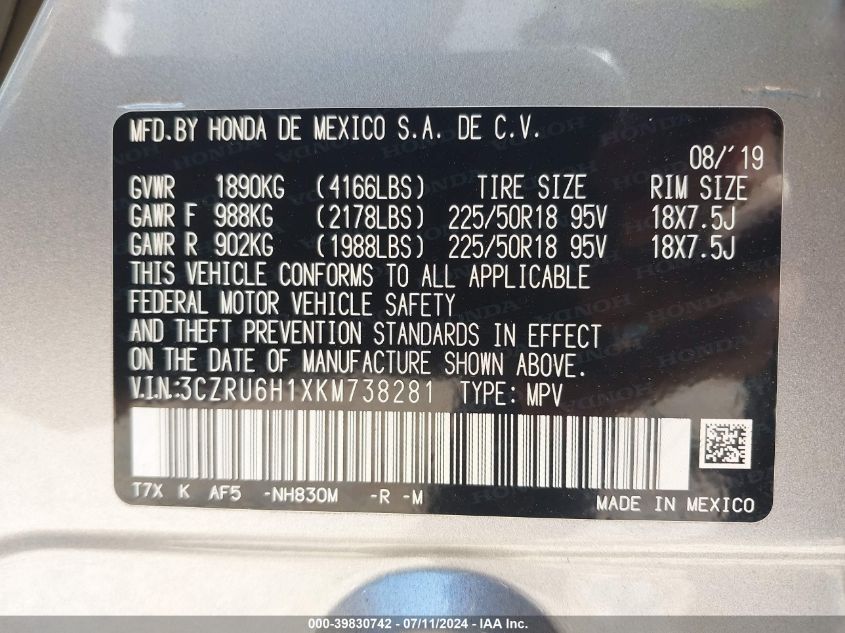 MFD.BY HONDA DE MEXICO S.A. DE C.V.
08/'19
GVWR 1890KG (4166LBS) TIRE SIZE RIM SIZE
GAWR F 988KG (2178LBS) 225/50R18 95V 18X7.5J
GAWR R 902KG (1988LBS) 225/50R18 95V 18X7.5J
THIS VEHICLE CONFORMS TO ALL APPLICABLE
FEDERAL MOTOR VEHICLE SAFETY
AND THEFT PREVENTION STANDARDS IN EFFECT
ON THE DATE OF MANUFACTURE SHOWN ABOVE.
V.I.N.:3CZRU6H1XKM738281 TYPE: MPV
T7X K AF5 -NH830M -R -M
MADE IN MEXICO
000-39830742 - 07/11/2024 - IAA Inc.